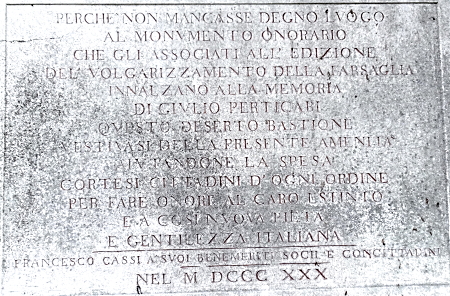 PERCHE' NON MANCASSE DEGNO LVOGO
AL MONVMENTO ONORARIO
CHE GLI ASSOCIATI ALL' EDIZIONE
DEL VOLGARIZZAMENTO DELLA FARSAGLIA
INNALZANO ALLA MEMORIA
DI GIVLIO PERTICARI
QVESTO DESERTO BASTIONE
VESTIVASI DELLA PRESENTE AMENITA'
AIVTANDONE LA SPESA
CORTESI CITTADINI D' OGNI ORDINE
PER FARE ONORE AL CARO ESTINTO
E A COSI NVOVA PIETA
E GENTILEZZA ITALIANA
FRANCESCO CASSI A SVOI BENEMERITI SOCII E CONCITTADINI
NEL M DCCC XXX